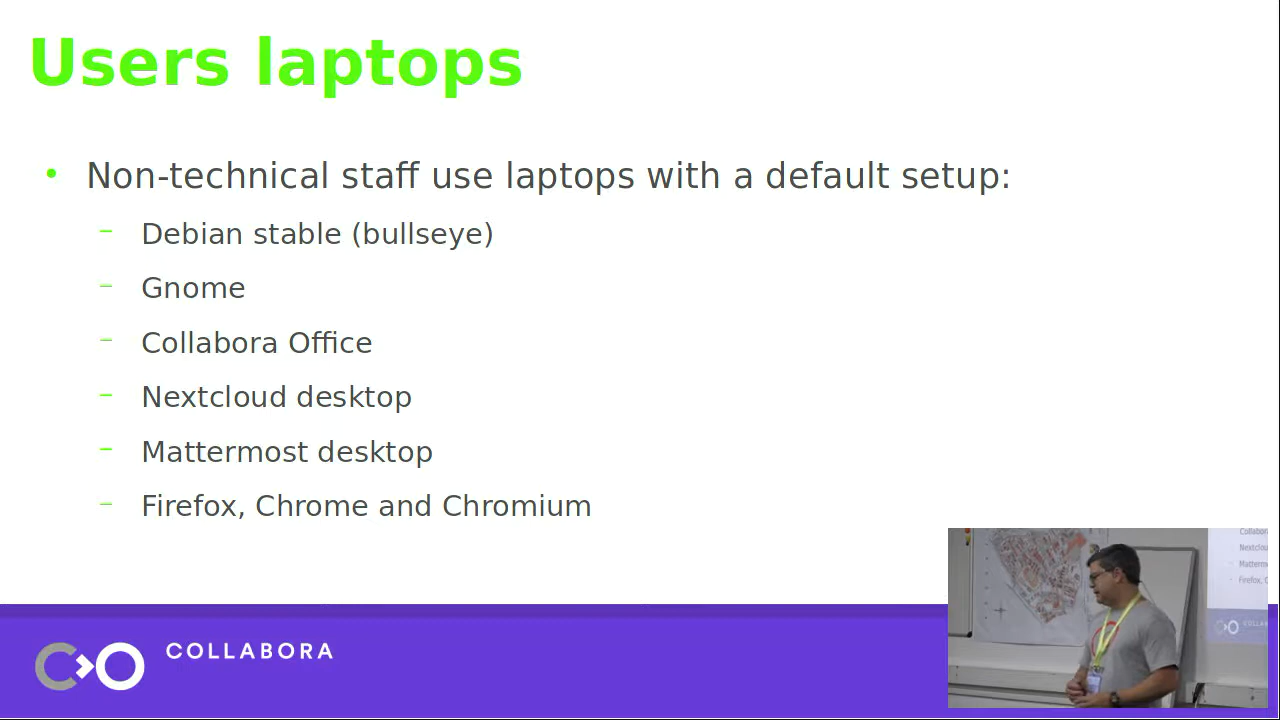 Users laptops
Non-technical staff use laptops with a default setup:
Debian stable (bullseye)
Gnome
Collabora Office
Nextcloud desktop
Mattermost desktop
Firefox, Chrome and Chromium
COLLABORA